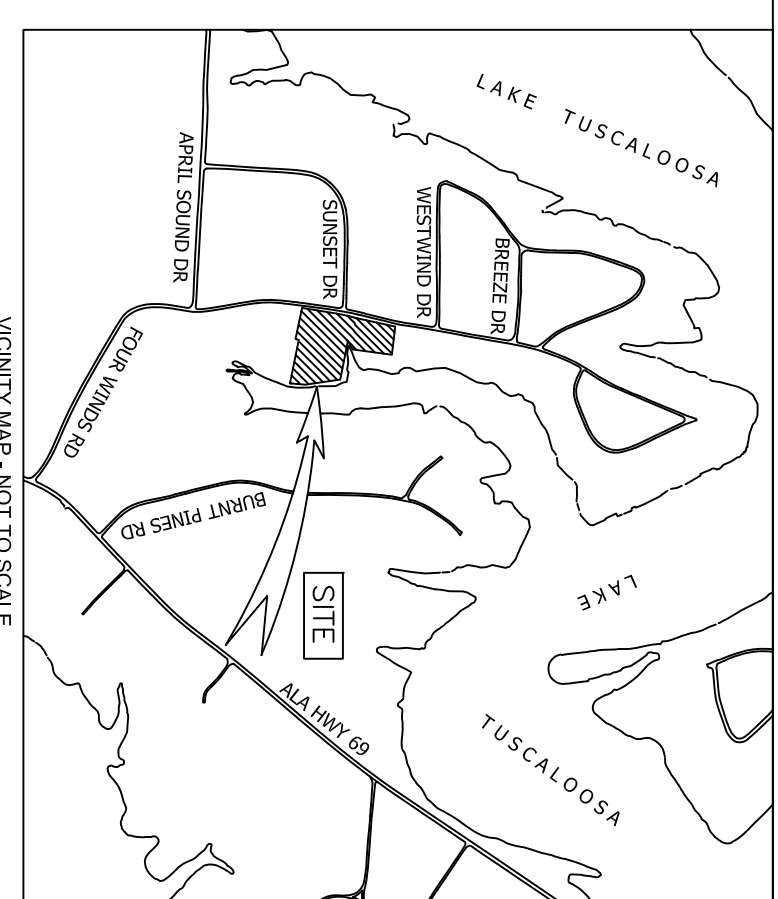 LAKE TUSCALOOSA
APRIL SOUND DR
SUNSET DR
WESTWIND DR
BREEZE DR
FOUR WINDS RD
BURNT PINES RD
SITE
LAKE
TUSCALOOSA
ALA HWY 69
VICINITY MAP - NOT TO SCALE